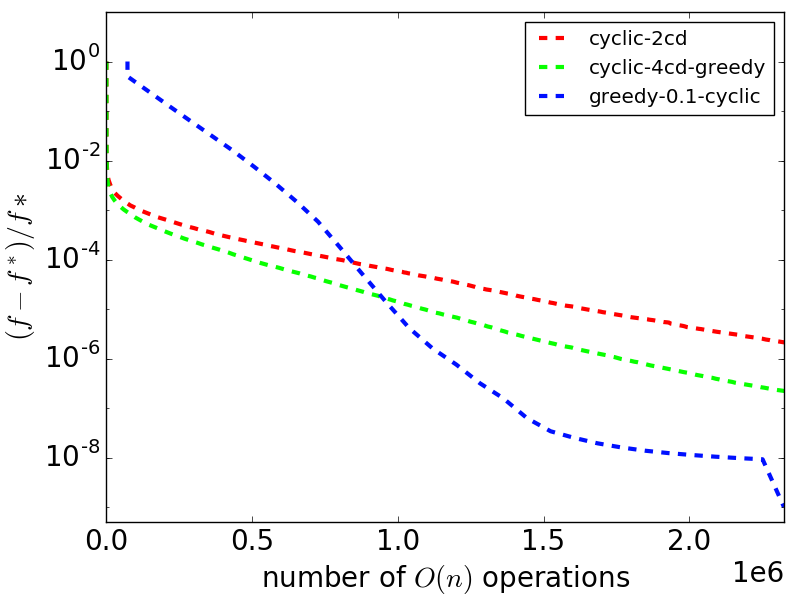 cyclic-2cd
cyclic-4cd-greedy
greedy-0.1-cyclic
10^0
10^-2
10^-4
10^-6
10^-8
(f − f^*)/f*
0.0 0.5 1.0 1.5 2.0
1e6
number of O(n) operations